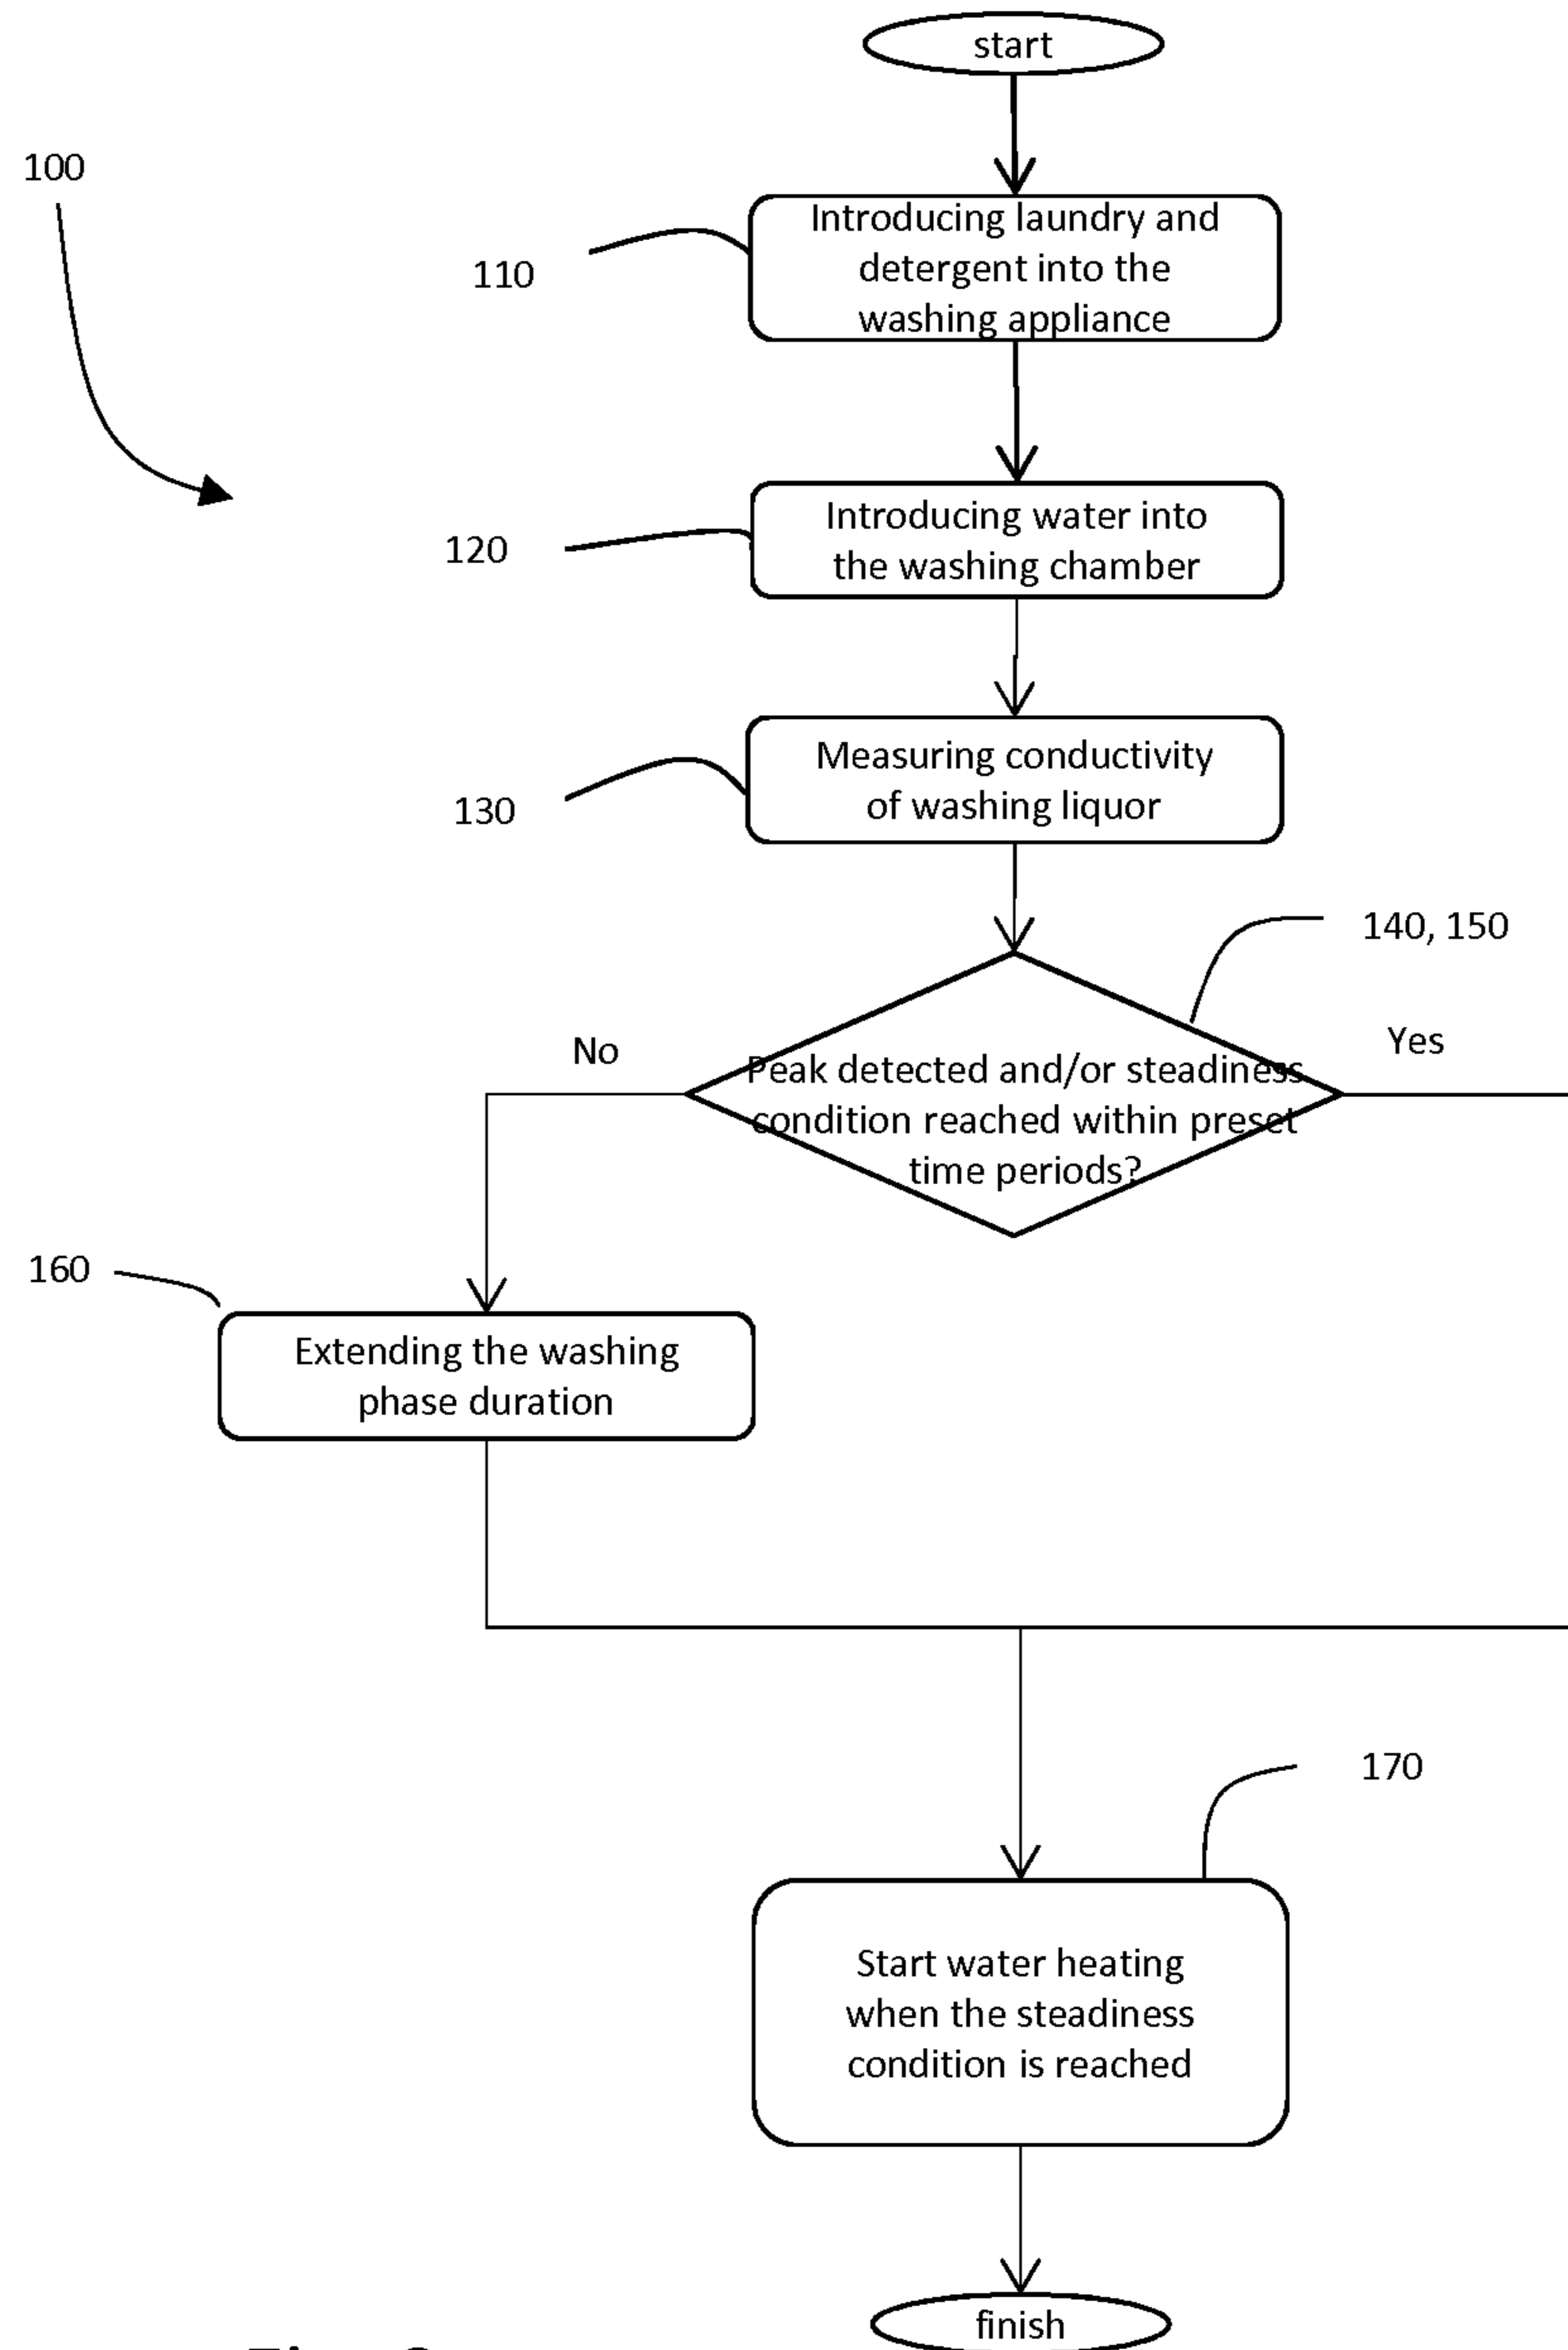 start
100
Introducing laundry and
detergent into the
washing appliance
110
Introducing water into
the washing chamber
120
Measuring conductivity
of washing liquor
130
140, 150
No
Yes
Peak detected and/or steadiness
condition reached within preset
time periods?
160
Extending the washing
phase duration
170
Start water heating
when the steadiness
condition is reached
finish